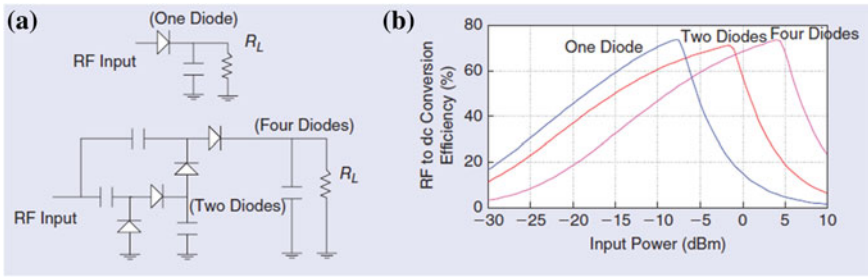 (a)
(One Diode)
RF Input
R_L
(Four Diodes)
R_L
RF Input
(Two Diodes)
(b)
RF to dc Conversion
Efficiency (%)
80
60
40
20
0
One Diode
Two Diodes
Four Diodes
−30 −25 −20 −15 −10 −5 0 5 10
Input Power (dBm)